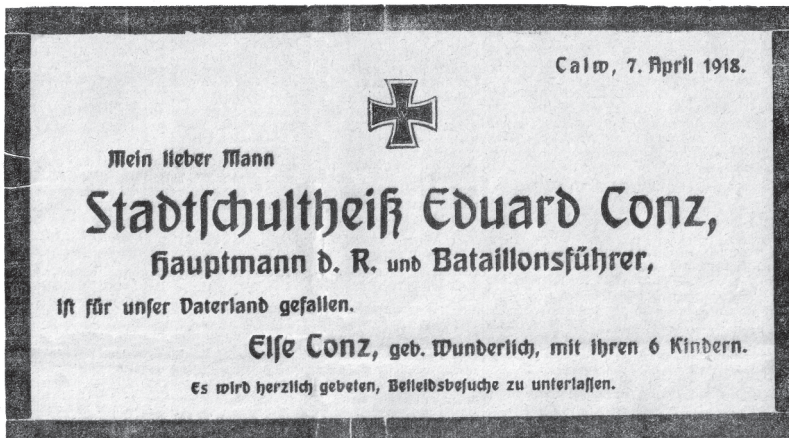 Calw, 7. April 1918.
Mein lieber Mann
Stadtſchultheiß Eduard Conz,
Hauptmann d. R. und Bataillonsführer,
iſt für unſer Vaterland gefallen.
Elſe Conz, geb. Wunderlich, mit ihren 6 Kindern.
Es wird herzlich gebeten, Beileidsbeſuche zu unterlaſſen.